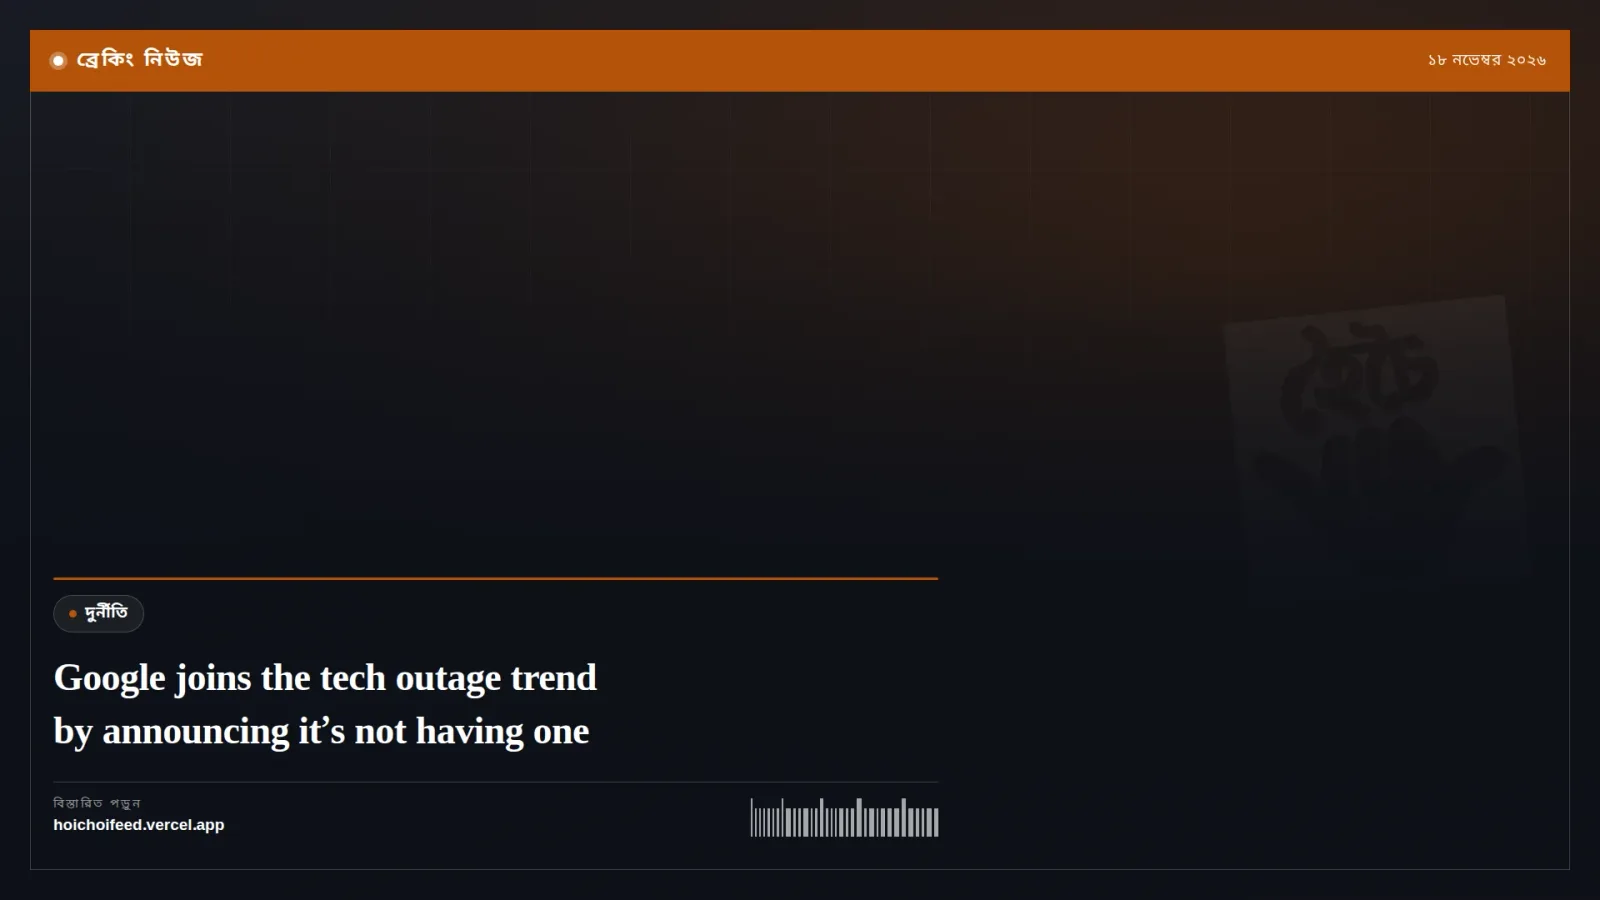 ব্রেকিং নিউজ
১৮ নভেম্বর ২০২৬
হৈচৈ
দুর্নীতি
Google joins the tech outage trend
by announcing it’s not having one
বিস্তারিত পড়ুন
hoichoifeed.vercel.app